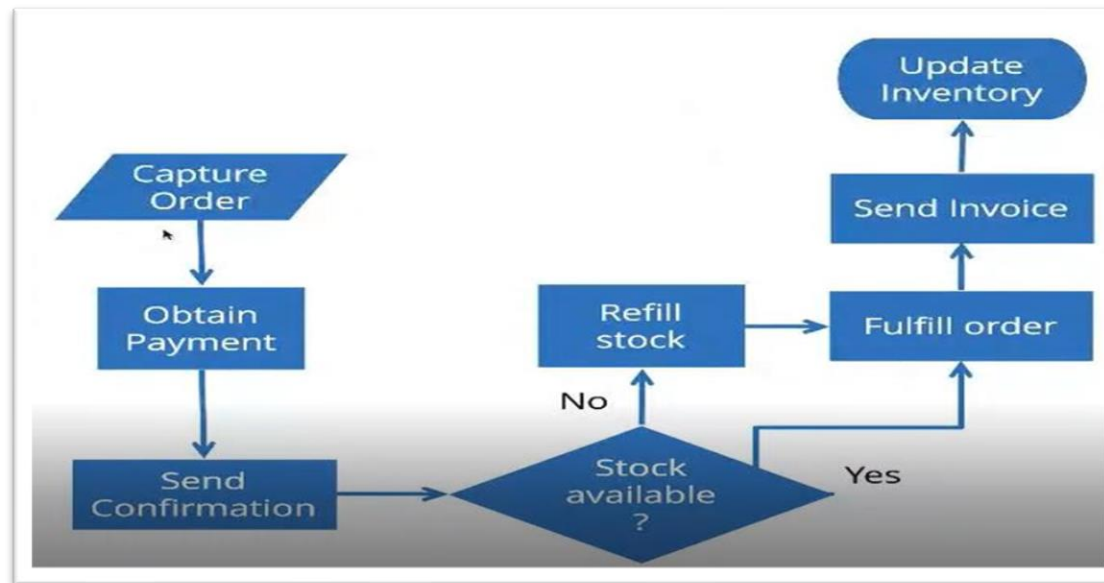 Capture
Order
Obtain
Payment
Send
Confirmation
Stock
available
?
No
Refill
stock
Yes
Fulfill order
Send Invoice
Update
Inventory